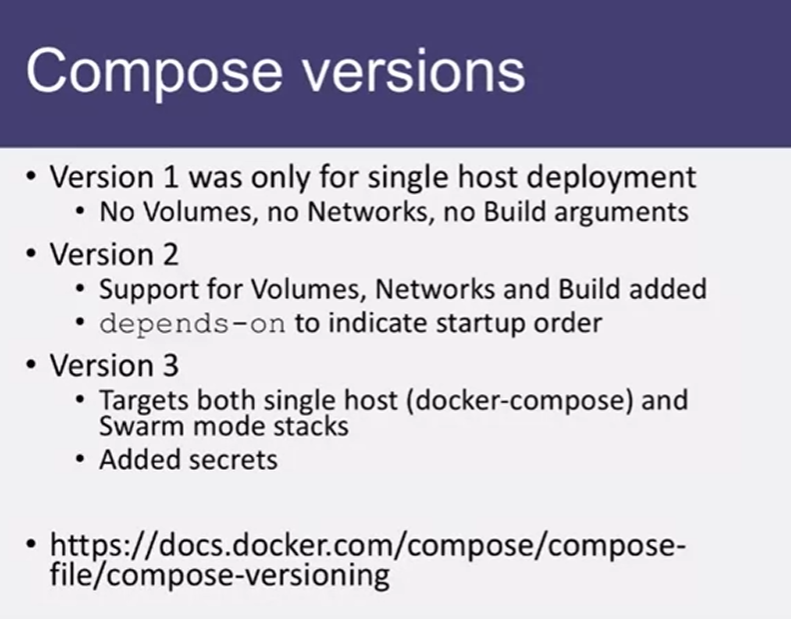 Compose versions
• Version 1 was only for single host deployment
• No Volumes, no Networks, no Build arguments
• Version 2
• Support for Volumes, Networks and Build added
• depends-on to indicate startup order
• Version 3
• Targets both single host (docker-compose) and
Swarm mode stacks
• Added secrets
• https://docs.docker.com/compose/compose-
file/compose-versioning